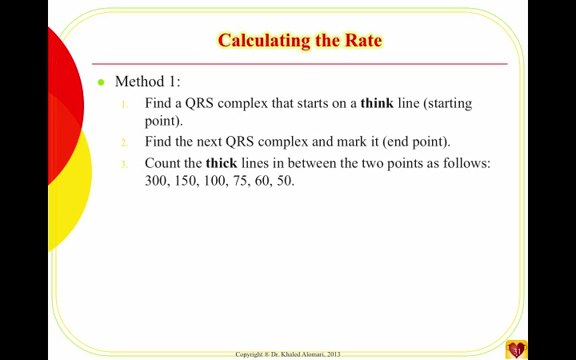 Calculating the Rate
Method 1:
1. Find a QRS complex that starts on a think line (starting
point).
2. Find the next QRS complex and mark it (end point).
3. Count the thick lines in between the two points as follows:
300, 150, 100, 75, 60, 50.
Copyright ® Dr. Khaled Alomari, 2013